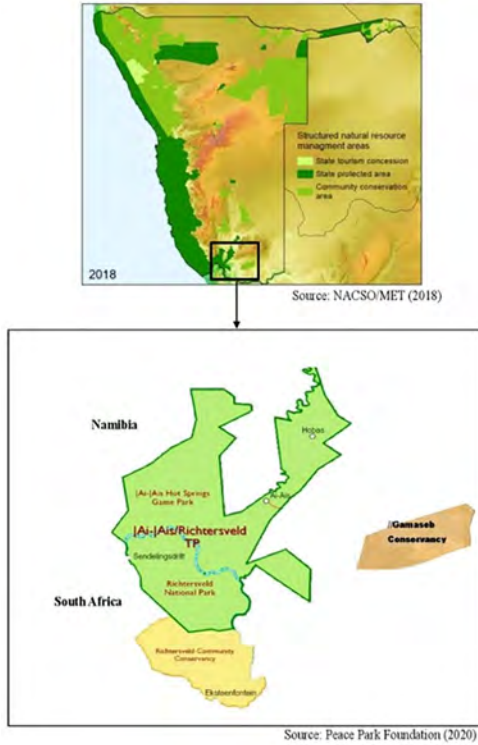 Structured natural resource
managment areas
State tourism concession
State protected area
Community conservation
area
2018
Source: NACSO/MET (2018)
Namibia
Hobas
Ai-Ais
|Ai-|Ais Hot Springs
Game Park
|Ai-|Ais/Richtersveld
TP
Sendelingsdrift
//Gamaseb
Conservancy
Richtersveld
National Park
South Africa
Richtersveld Community
Conservancy
Eksteenfontein
Source: Peace Park Foundation (2020)